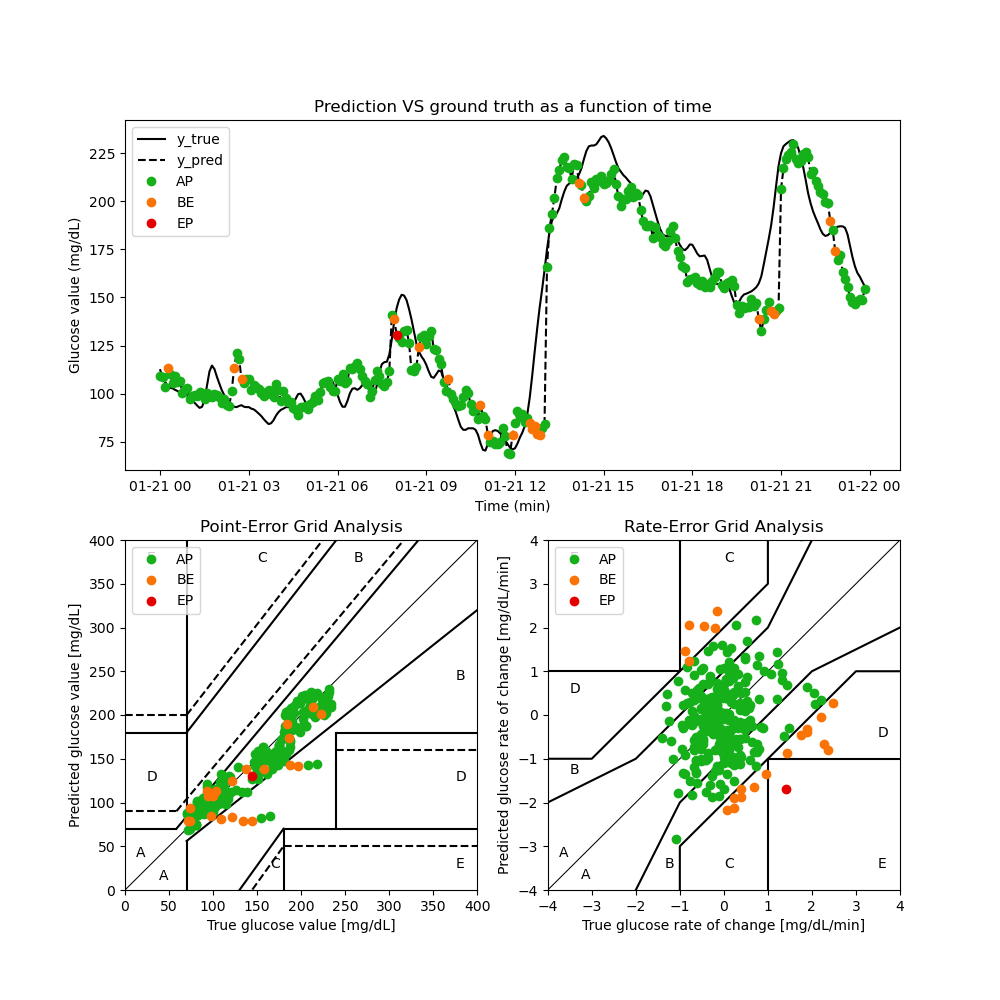 Prediction VS ground truth as a function of time
y_true
y_pred
AP
BE
EP
Glucose value (mg/dL)
225
200
175
150
125
100
75
01-21 00 01-21 03 01-21 06 01-21 09 01-21 12 01-21 15 01-21 18 01-21 21 01-22 00
Time (min)
Point-Error Grid Analysis
AP
BE
EP
C
B
B
D
D
A
A
C
E
Predicted glucose value [mg/dL]
400
350
300
250
200
150
100
50
0
0 50 100 150 200 250 300 350 400
True glucose value [mg/dL]
Rate-Error Grid Analysis
AP
BE
EP
C
D
D
B
A
A
B
C
E
Predicted glucose rate of change [mg/dL/min]
4
3
2
1
0
−1
−2
−3
−4
−4 −3 −2 −1 0 1 2 3 4
True glucose rate of change [mg/dL/min]